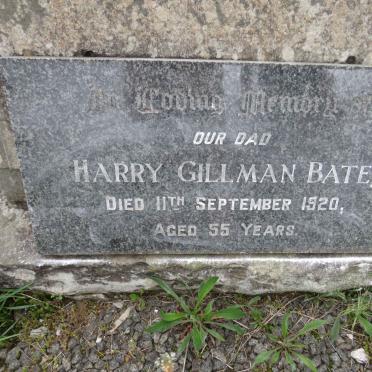 In Loving Memory of
OUR DAD
HARRY GILLMAN BATE
DIED 11TH SEPTEMBER 1920,
AGED 55 YEARS.